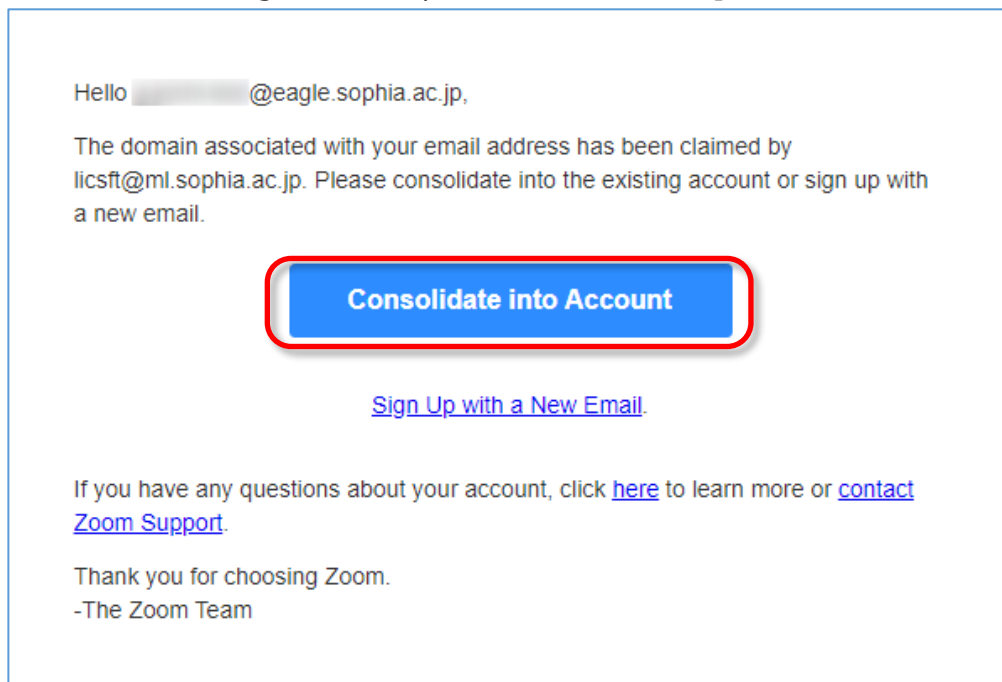 Hello @eagle.sophia.ac.jp,
The domain associated with your email address has been claimed by
licsft@ml.sophia.ac.jp. Please consolidate into the existing account or sign up with
a new email.
Consolidate into Account
Sign Up with a New Email.
If you have any questions about your account, click here to learn more or contact
Zoom Support.
Thank you for choosing Zoom.
-The Zoom Team